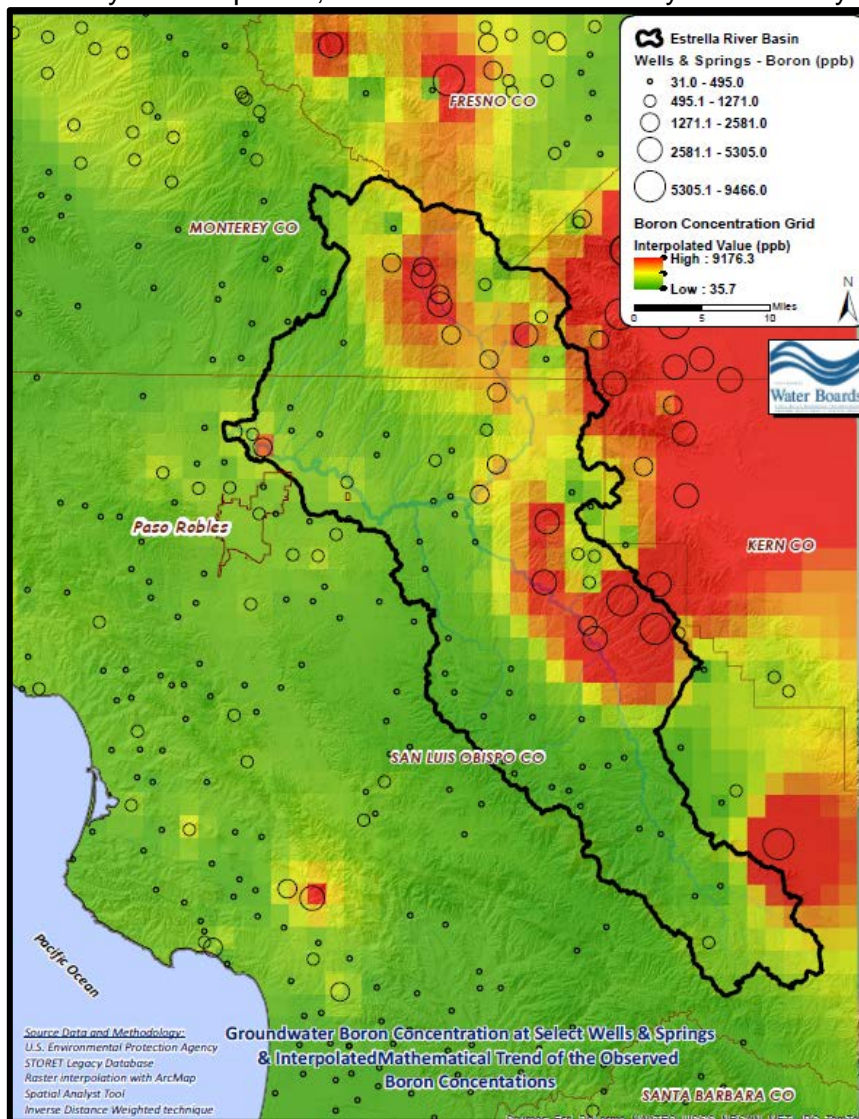 Estrella River Basin
Wells & Springs - Boron (ppb)
31.0 - 495.0
495.1 - 1271.0
1271.1 - 2581.0
2581.1 - 5305.0
5305.1 - 9466.0
Boron Concentration Grid
Interpolated Value (ppb)
High : 9176.3
Low : 35.7
N
Miles
0 5 10
Water Boards
FRESNO CO
MONTEREY CO
Paso Robles
KERN CO
SAN LUIS OBISPO CO
Pacific Ocean
Source Data and Methodology:
U.S. Environmental Protection Agency
STORET Legacy Database
Raster interpolation with ArcMap
Spatial Analyst Tool
Inverse Distance Weighted technique
Groundwater Boron Concentration at Select Wells & Springs
& InterpolatedMathematical Trend of the Observed
Boron Concentations
SANTA BARBARA CO